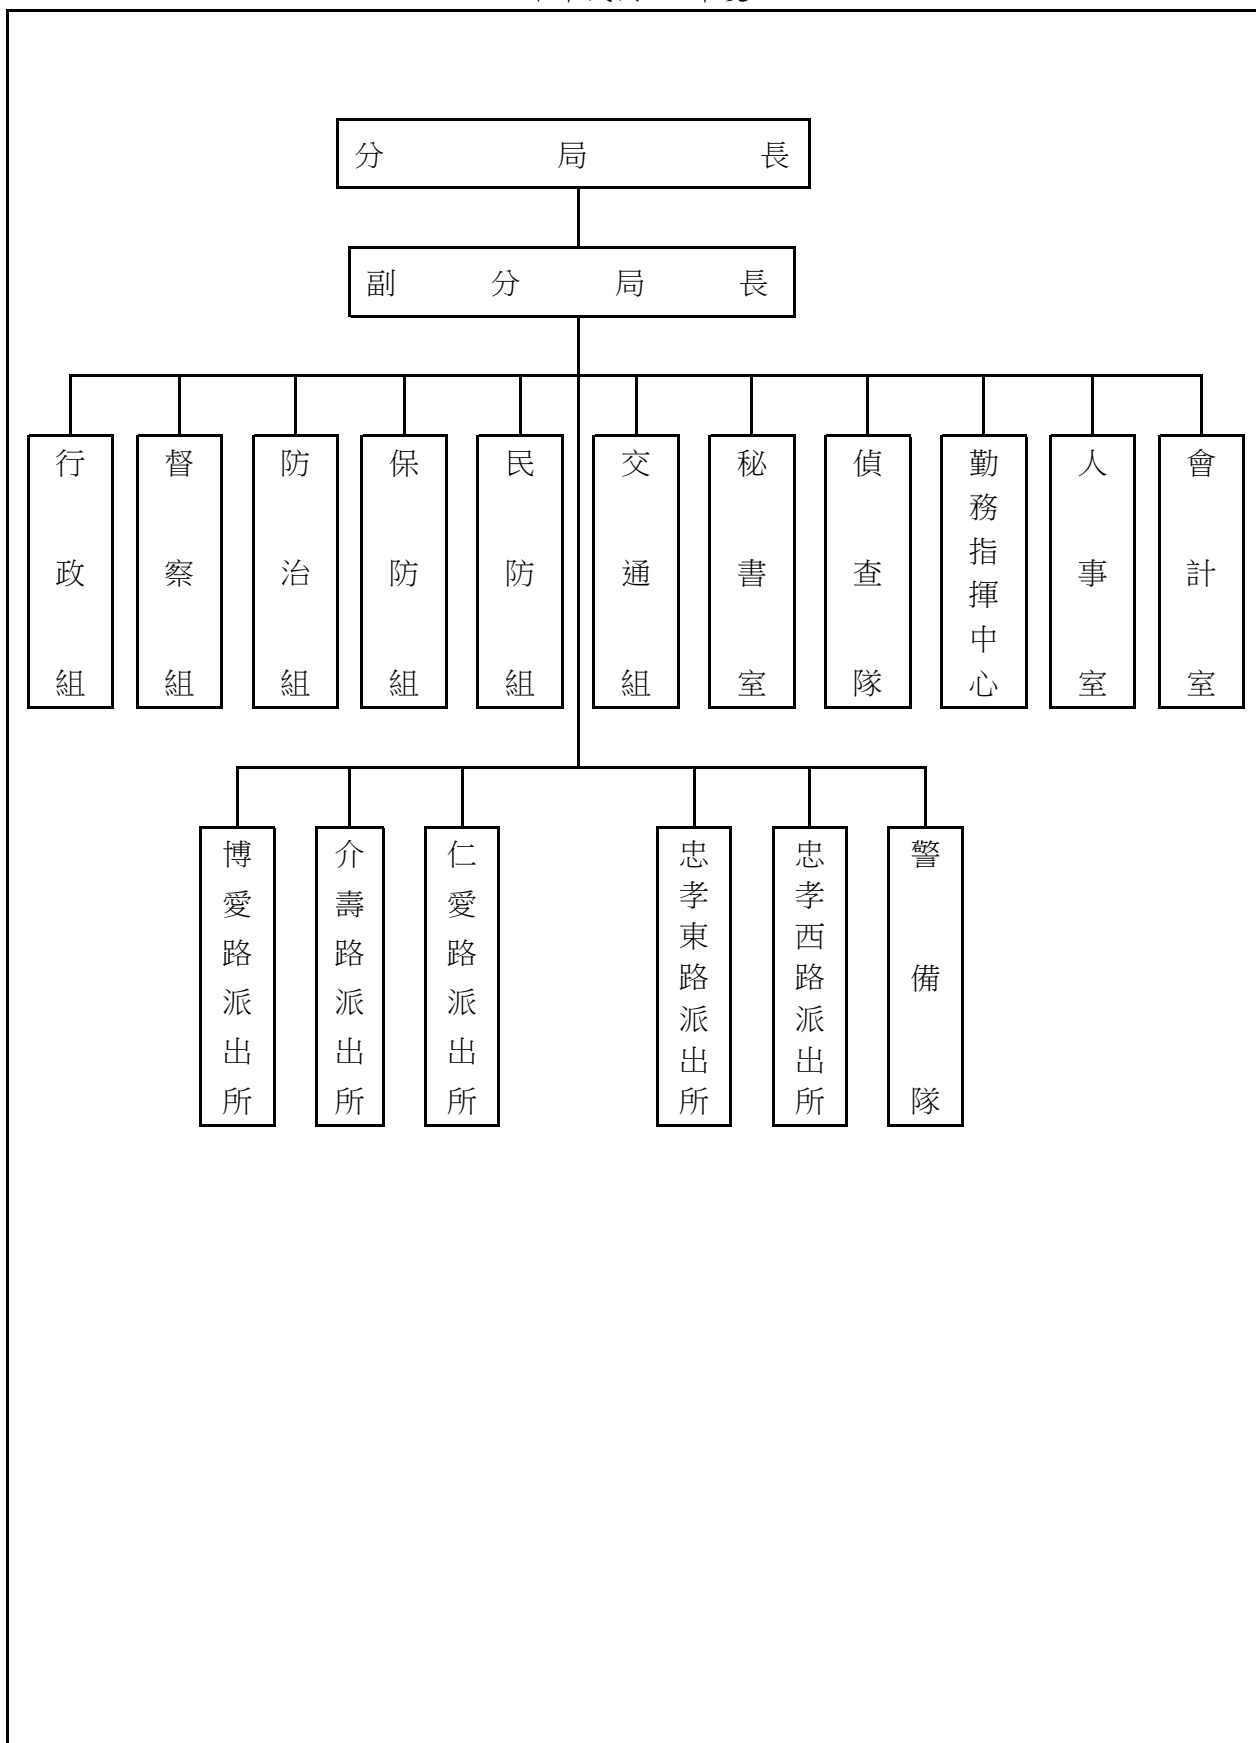 分局長
副分局長
行政組
督察組
防治組
保防組
民防組
交通組
秘書室
偵查隊
勤務指揮中心
人事室
會計室
博愛路派出所
介壽路派出所
仁愛路派出所
忠孝東路派出所
忠孝西路派出所
警備隊